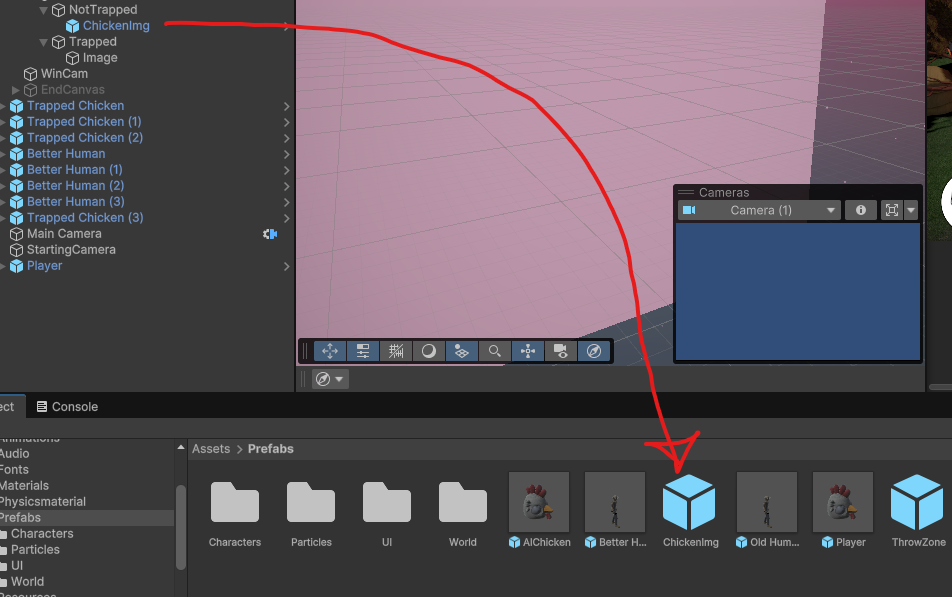 NotTrapped
ChickenImg
Trapped
Image
WinCam
EndCanvas
Trapped Chicken
Trapped Chicken (1)
Trapped Chicken (2)
Better Human
Better Human (1)
Better Human (2)
Better Human (3)
Trapped Chicken (3)
Main Camera
StartingCamera
Player
Cameras
Camera (1)
ect
Console
Animations
Audio
Fonts
Materials
Physicsmaterial
Prefabs
Characters
Particles
UI
World
Resources
Assets > Prefabs
Characters
Particles
UI
World
AIChicken
Better H...
ChickenImg
Old Hum...
Player
ThrowZone